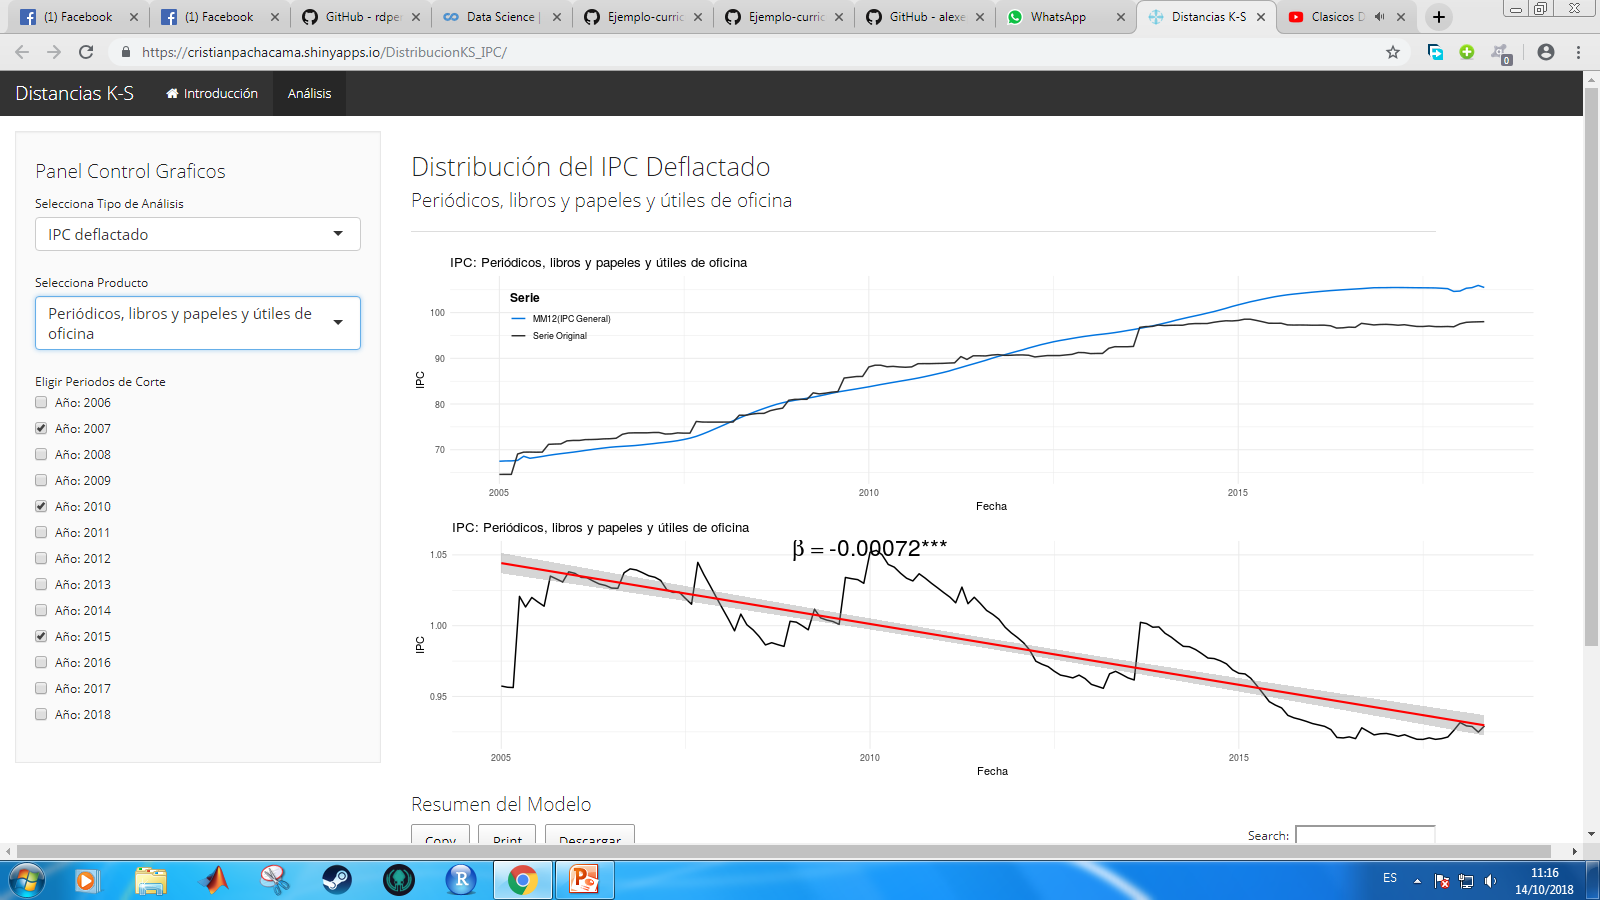 (1) Facebook
(1) Facebook
GitHub - rdpe
Data Science |
Ejemplo-curric
Ejemplo-curric
GitHub - alexe
WhatsApp
Distancias K-S
Clasicos D
https://cristianpachacama.shinyapps.io/DistribucionKS_IPC/
0
Distancias K-S
Introducción
Análisis
Panel Control Graficos
Selecciona Tipo de Análisis
IPC deflactado
Selecciona Producto
Periódicos, libros y papeles y útiles de
oficina
Eligir Periodos de Corte
Año: 2006
Año: 2007
Año: 2008
Año: 2009
Año: 2010
Año: 2011
Año: 2012
Año: 2013
Año: 2014
Año: 2015
Año: 2016
Año: 2017
Año: 2018
Distribución del IPC Deflactado
Periódicos, libros y papeles y útiles de oficina
IPC: Periódicos, libros y papeles y útiles de oficina
Serie
MM12(IPC General)
Serie Original
100
90
80
70
IPC
2005
2010
2015
Fecha
IPC: Periódicos, libros y papeles y útiles de oficina
β = -0.00072***
1.05
1.00
0.95
IPC
2005
2010
2015
Fecha
Resumen del Modelo
Copy
Print
Descargar
Search:
R
ES
11:16
14/10/2018